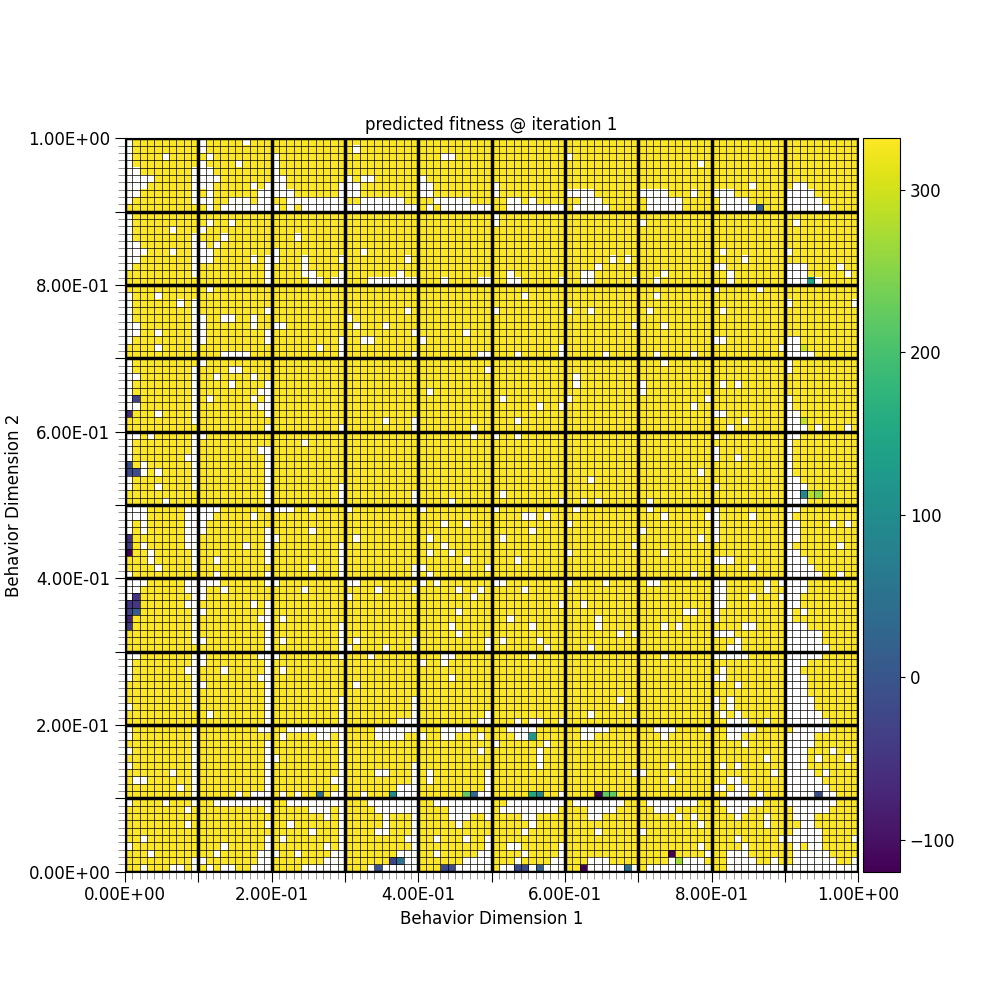 predicted fitness @ iteration 1
1.00E+00
8.00E-01
6.00E-01
4.00E-01
2.00E-01
0.00E+00
Behavior Dimension 2
0.00E+00 2.00E-01 4.00E-01 6.00E-01 8.00E-01 1.00E+00
Behavior Dimension 1
300
200
100
0
−100